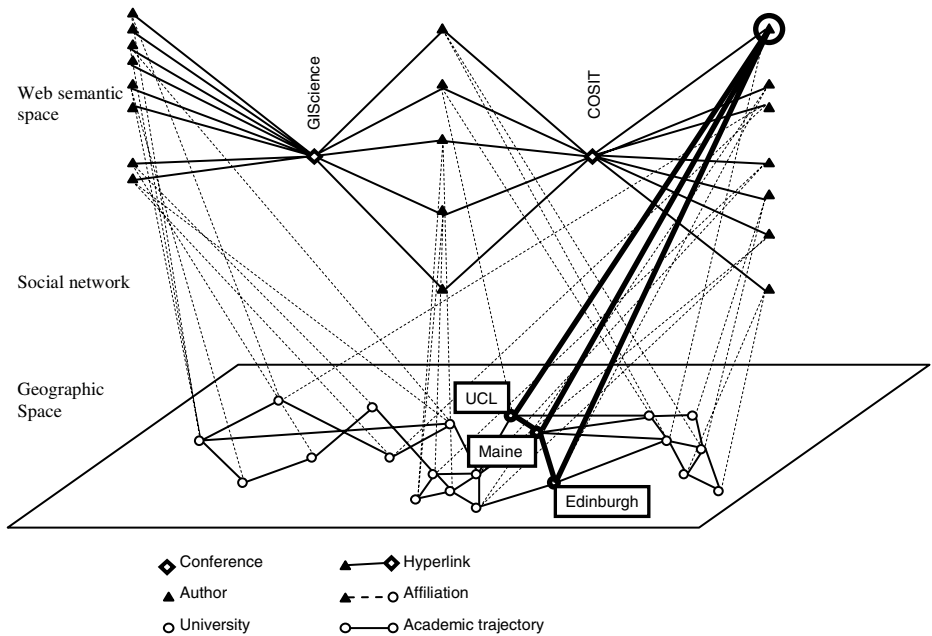 GIScience
COSIT
Web semantic
space
Social network
Geographic
Space
UCL
Maine
Edinburgh
Conference
Hyperlink
Author
Affiliation
University
Academic trajectory